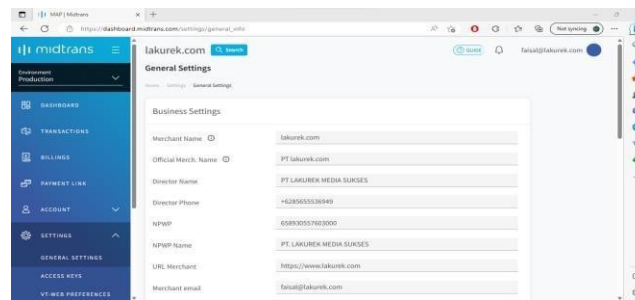 MAP | Midtrans
https://dashboard.midtrans.com/settings/general_info
Not syncing
midtrans
lakurek.com Search
GUIDE
faisal@lakurek.com
Environment
Production
General Settings
Home Settings General Settings
DASHBOARD
TRANSACTIONS
BILLINGS
PAYMENT LINK
ACCOUNT
SETTINGS
GENERAL SETTINGS
ACCESS KEYS
VT-WEB PREFERENCES
Business Settings
Merchant Name lakurek.com
Official Merch. Name PT lakurek.com
Director Name PT LAKUREK MEDIA SUKSES
Director Phone +6285655536949
NPWP 658930557603000
NPWP Name PT. LAKUREK MEDIA SUKSES
URL Merchant https://www.lakurek.com
Merchant email faisal@lakurek.com